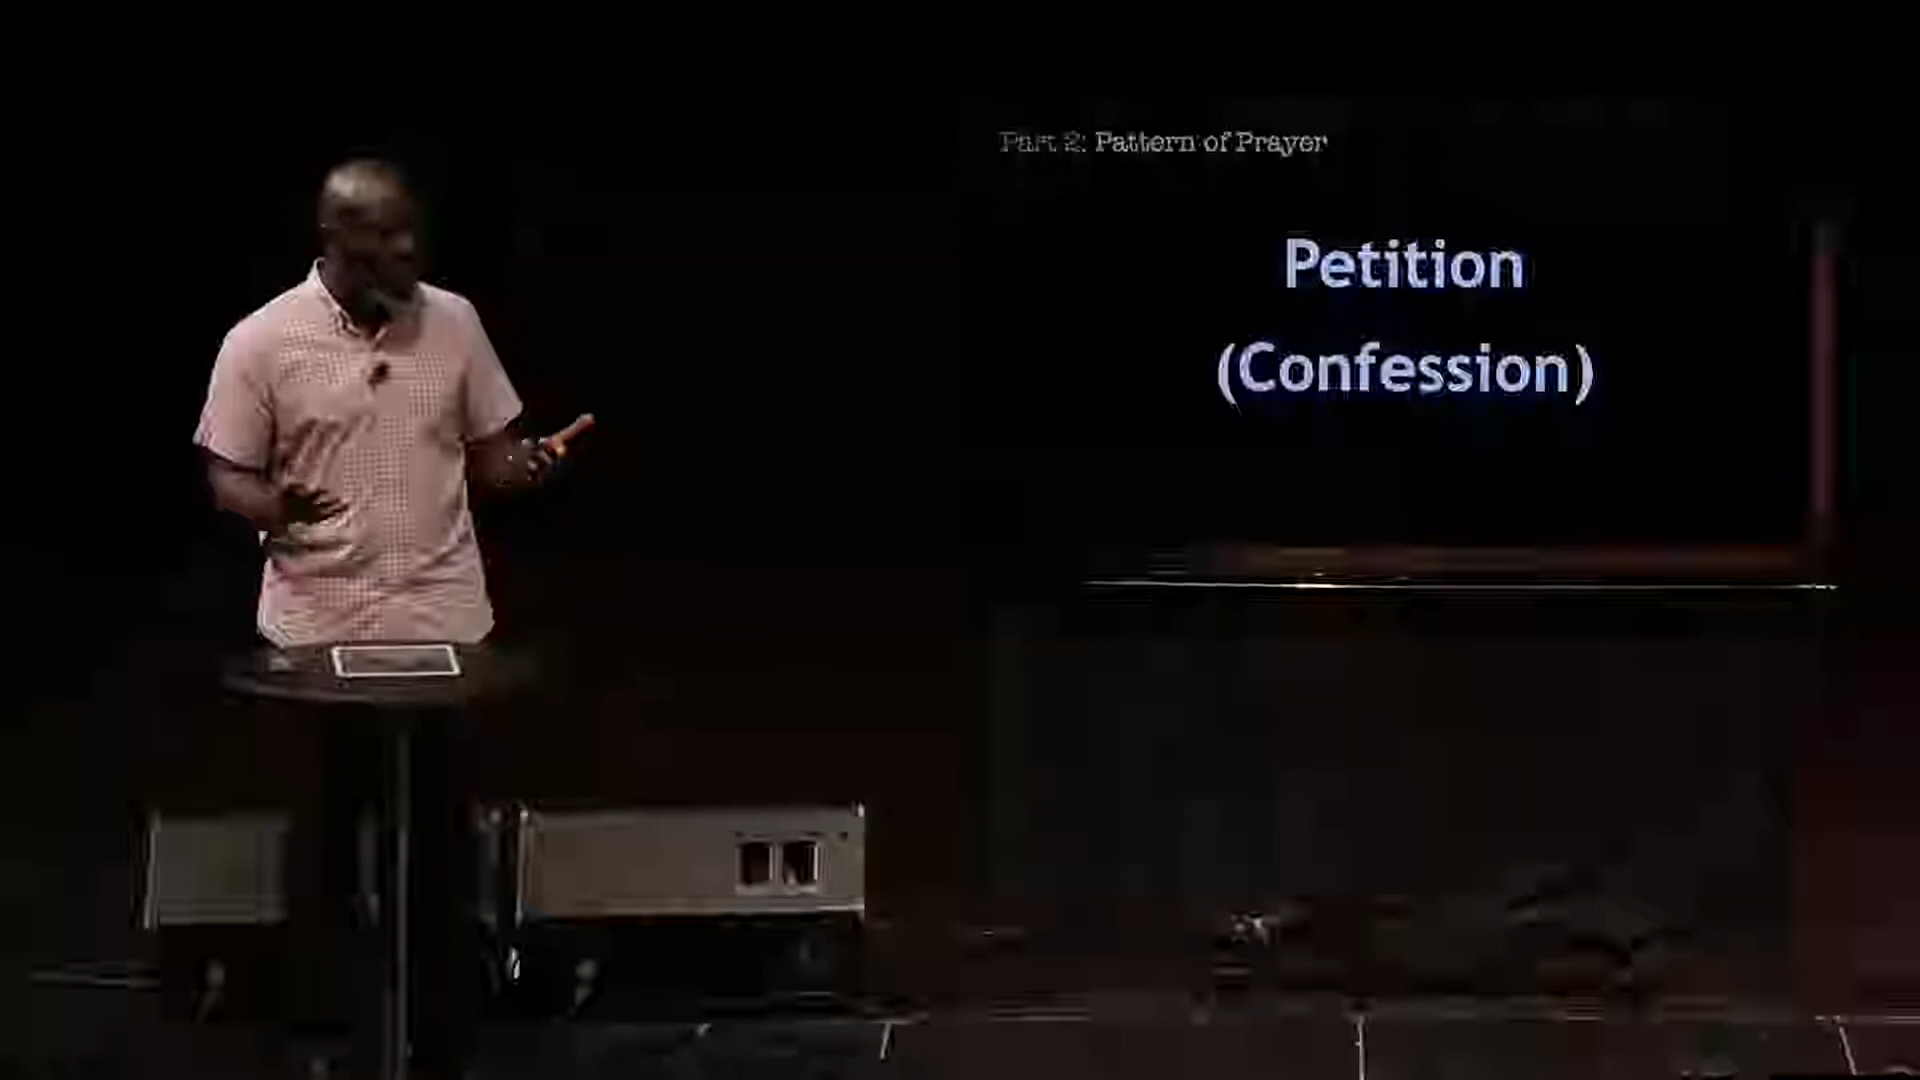 Part 2: Pattern of Prayer
Petition
(Confession)